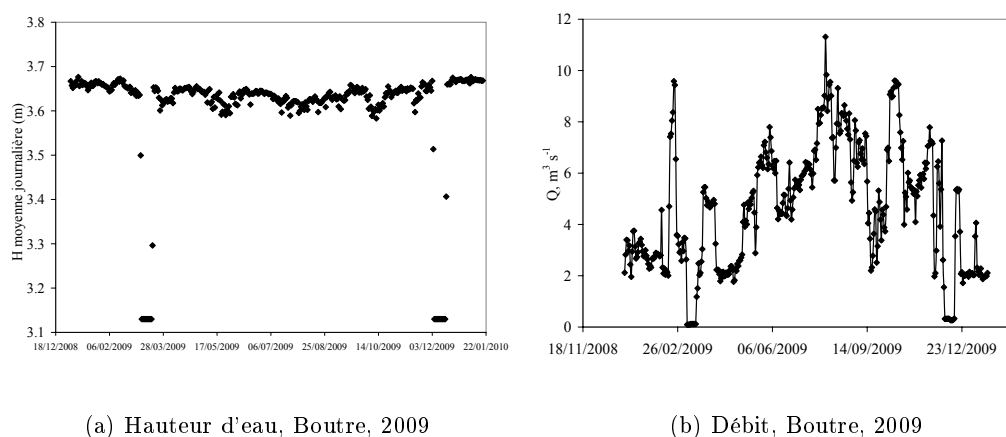 3.8
3.7
3.6
3.5
3.4
3.3
3.2
3.1
H moyenne journalière (m)
18/12/2008 06/02/2009 28/03/2009 17/05/2009 06/07/2009 25/08/2009 14/10/2009 03/12/2009 22/01/2010
(a) Hauteur d'eau, Boutre, 2009
12
10
8
6
4
2
0
Q, m³ s⁻¹
18/11/2008 26/02/2009 06/06/2009 14/09/2009 23/12/2009
(b) Débit, Boutre, 2009